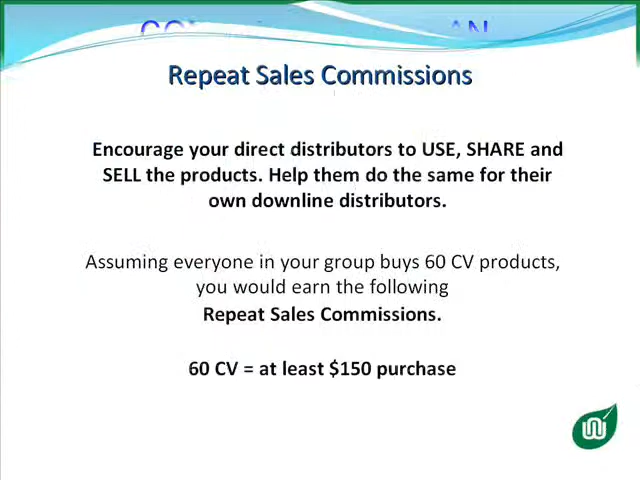 Repeat Sales Commissions
Encourage your direct distributors to USE, SHARE and
SELL the products. Help them do the same for their
own downline distributors.
Assuming everyone in your group buys 60 CV products,
you would earn the following
Repeat Sales Commissions.
60 CV = at least $150 purchase